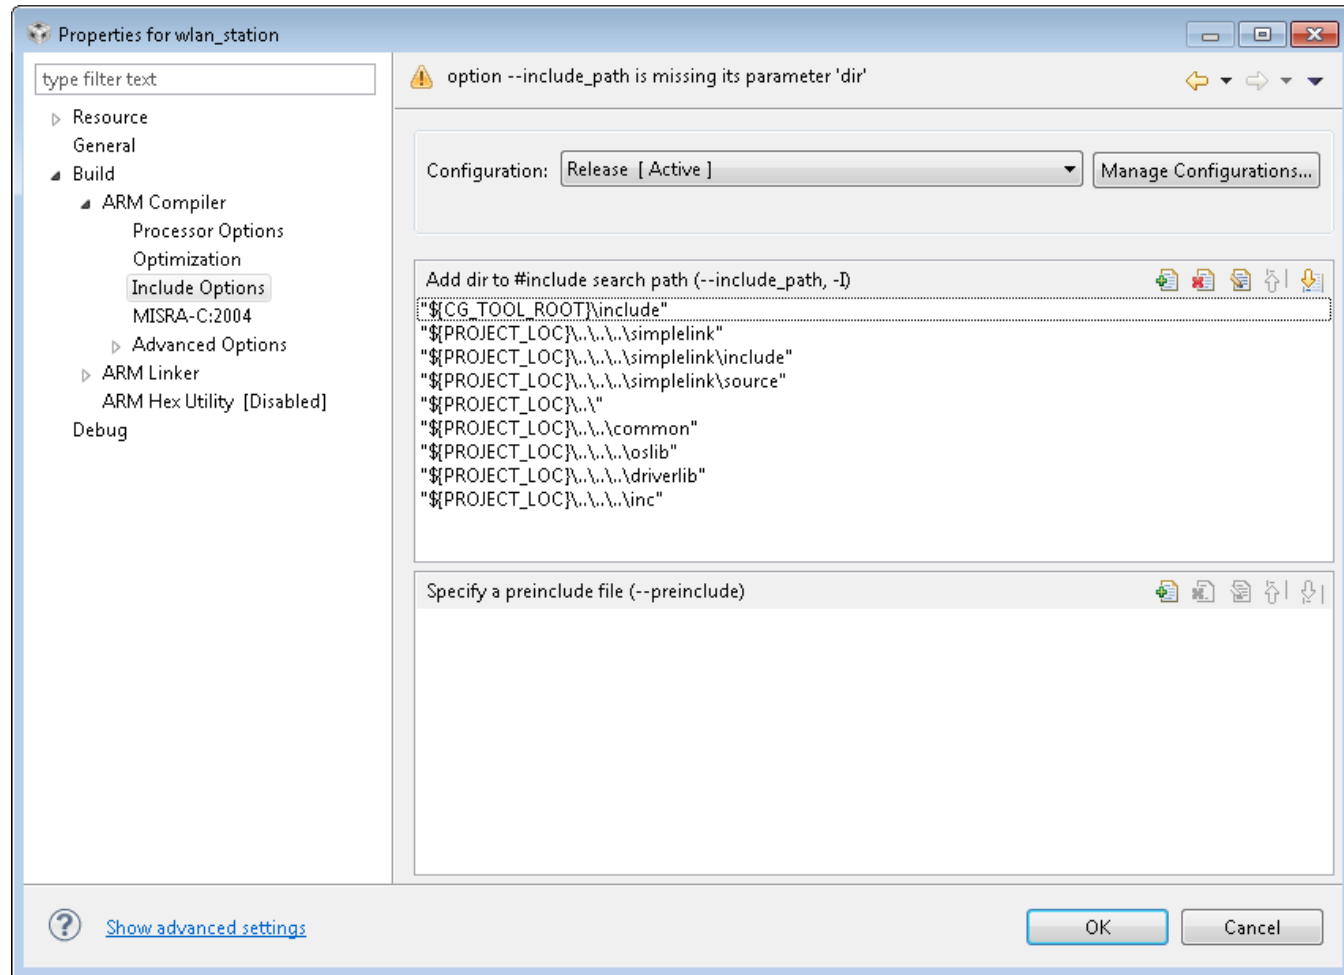 Properties for wlan_station
type filter text
Resource
General
Build
ARM Compiler
Processor Options
Optimization
Include Options
MISRA-C:2004
Advanced Options
ARM Linker
ARM Hex Utility [Disabled]
Debug
option --include_path is missing its parameter 'dir'
Configuration: Release [ Active ] Manage Configurations...
Add dir to #include search path (--include_path, -I)
"${CG_TOOL_ROOT}\include"
"${PROJECT_LOC}\..\..\..\simplelink"
"${PROJECT_LOC}\..\..\..\simplelink\include"
"${PROJECT_LOC}\..\..\..\simplelink\source"
"${PROJECT_LOC}\..\"
"${PROJECT_LOC}\..\..\common"
"${PROJECT_LOC}\..\..\..\oslib"
"${PROJECT_LOC}\..\..\..\driverlib"
"${PROJECT_LOC}\..\..\..\inc"
Specify a preinclude file (--preinclude)
Show advanced settings
OK Cancel